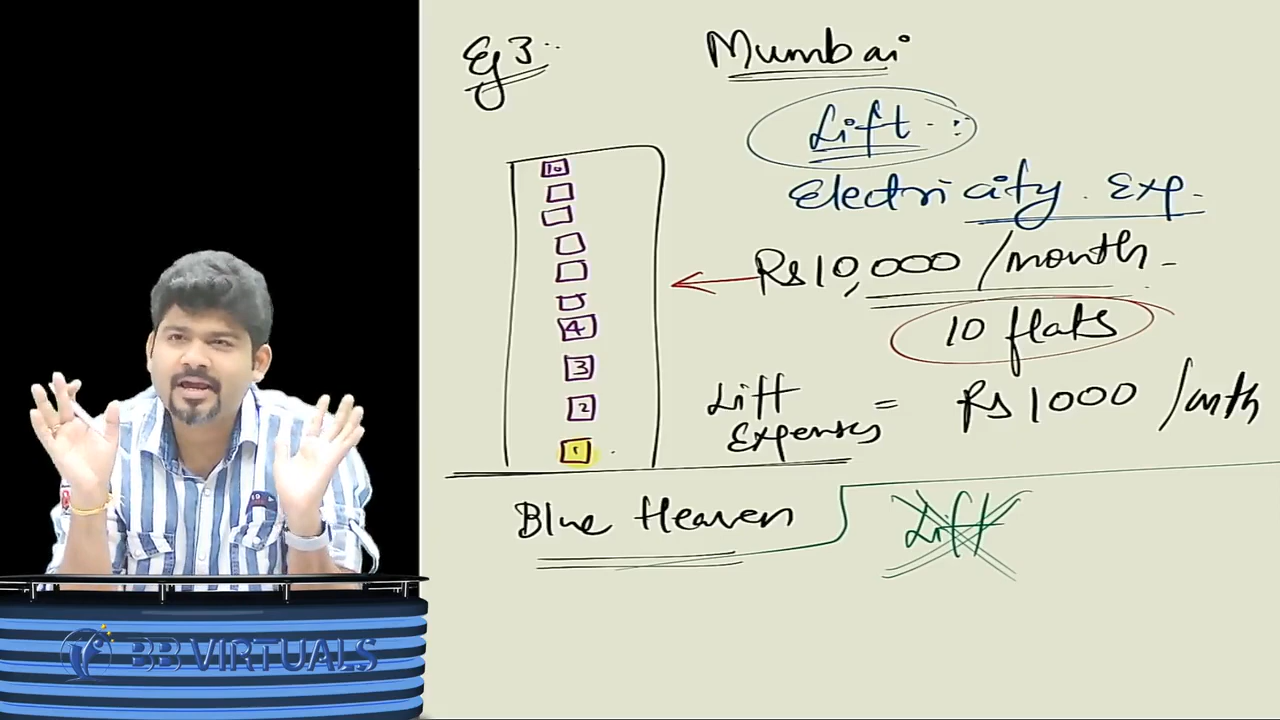 Eg 3:
Mumbai
Lift :
Electricity Exp.
Rs 10,000 / month
10 flats
10
4
3
2
1
Lift Expenses = Rs 1000 / mth
Blue Heaven
Lift
BB VIRTUALS